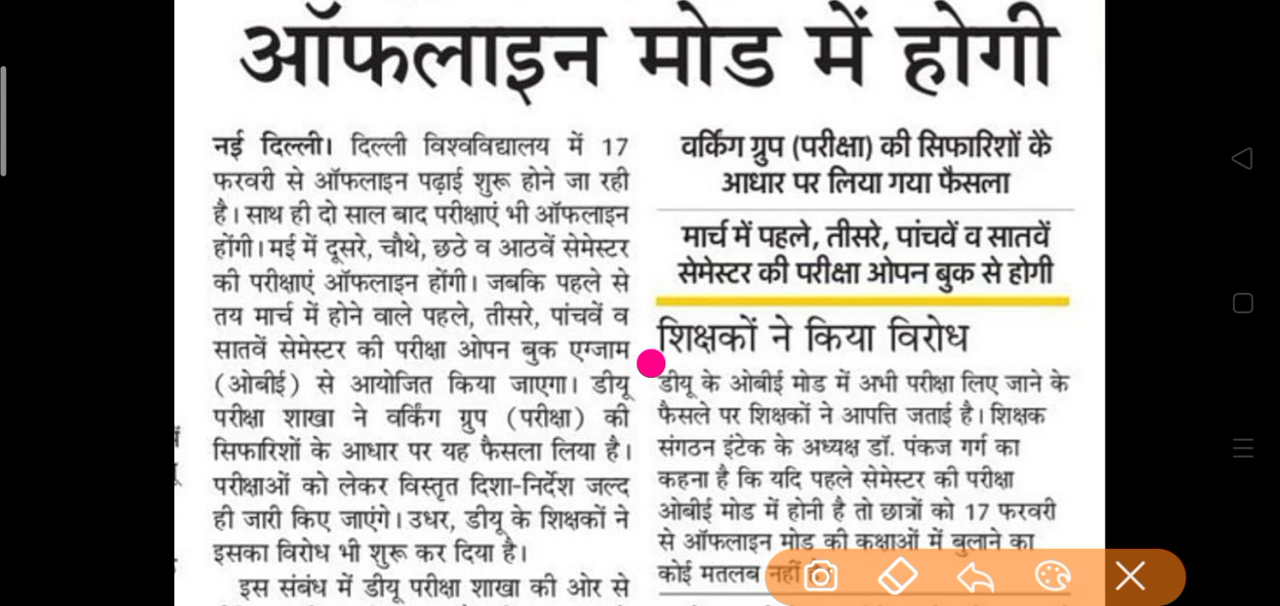 ऑफलाइन मोड में होगी
नई दिल्ली। दिल्ली विश्वविद्यालय में 17
फरवरी से ऑफलाइन पढ़ाई शुरू होने जा रही
है। साथ ही दो साल बाद परीक्षाएं भी ऑफलाइन
होंगी। मई में दूसरे, चौथे, छठे व आठवें सेमेस्टर
की परीक्षाएं ऑफलाइन होंगी। जबकि पहले से
तय मार्च में होने वाले पहले, तीसरे, पांचवें व
सातवें सेमेस्टर की परीक्षा ओपन बुक एग्जाम
(ओबीई) से आयोजित किया जाएगा। डीयू
परीक्षा शाखा ने वर्किंग ग्रुप (परीक्षा) की
सिफारिशों के आधार पर यह फैसला लिया है।
परीक्षाओं को लेकर विस्तृत दिशा-निर्देश जल्द
ही जारी किए जाएंगे। उधर, डीयू के शिक्षकों ने
इसका विरोध भी शुरू कर दिया है।
इस संबंध में डीयू परीक्षा शाखा की ओर से
वर्किंग ग्रुप (परीक्षा) की सिफारिशों के
आधार पर लिया गया फैसला
मार्च में पहले, तीसरे, पांचवें व सातवें
सेमेस्टर की परीक्षा ओपन बुक से होगी
शिक्षकों ने किया विरोध
डीयू के ओबीई मोड में अभी परीक्षा लिए जाने के
फैसले पर शिक्षकों ने आपत्ति जताई है। शिक्षक
संगठन इंटेक के अध्यक्ष डॉ. पंकज गर्ग का
कहना है कि यदि पहले सेमेस्टर की परीक्षा
ओबीई मोड में होनी है तो छात्रों को 17 फरवरी
से ऑफलाइन मोड की कक्षाओं में बुलाने का
कोई मतलब नहीं